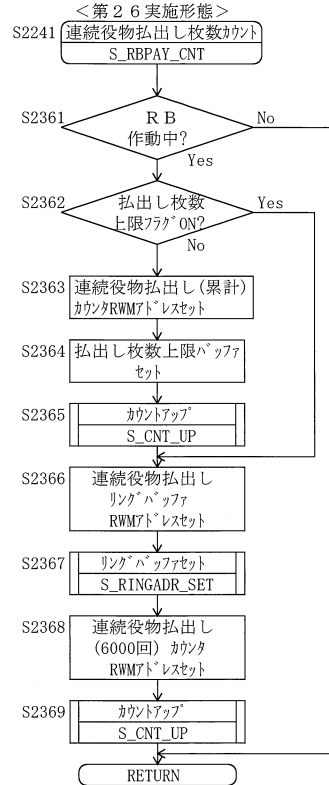 ＜第２６実施形態＞
S2241
連続役物払出し枚数ｶｳﾝﾄ
S_RBPAY_CNT
S2361
ＲＢ
作動中?
No
Yes
S2362
払出し枚数
上限ﾌﾗｸﾞON?
Yes
No
S2363
連続役物払出し(累計)
ｶｳﾝﾀRWMｱﾄﾞﾚｽｾｯﾄ
S2364
払出し枚数上限ﾊﾞｯﾌｧ
ｾｯﾄ
S2365
ｶｳﾝﾄｱｯﾌﾟ
S_CNT_UP
S2366
連続役物払出し
ﾘﾝｸﾞﾊﾞｯﾌｧ
RWMｱﾄﾞﾚｽｾｯﾄ
S2367
ﾘﾝｸﾞﾊﾞｯﾌｧｾｯﾄ
S_RINGADR_SET
S2368
連続役物払出し
(6000回) ｶｳﾝﾀ
RWMｱﾄﾞﾚｽｾｯﾄ
S2369
ｶｳﾝﾄｱｯﾌﾟ
S_CNT_UP
RETURN